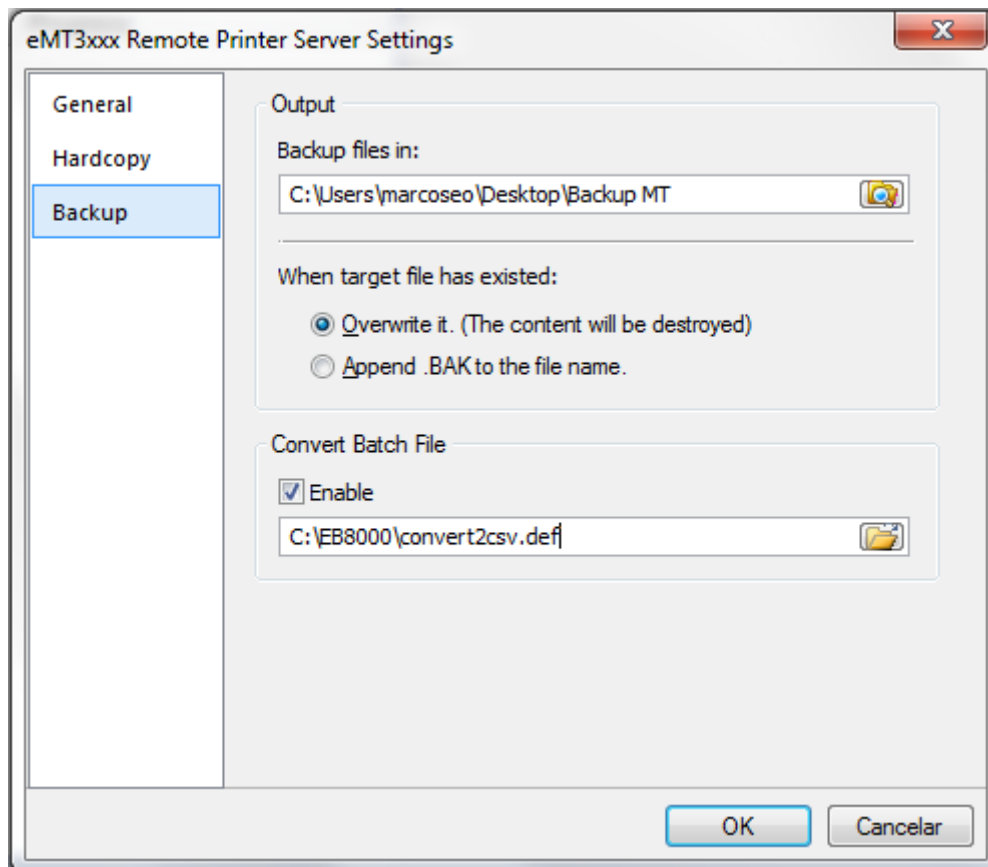 eMT3xxx Remote Printer Server Settings
General
Hardcopy
Backup
Output
Backup files in:
C:\Users\marcoseo\Desktop\Backup MT
When target file has existed:
Overwrite it. (The content will be destroyed)
Append .BAK to the file name.
Convert Batch File
Enable
C:\EB8000\convert2csv.def
OK
Cancelar